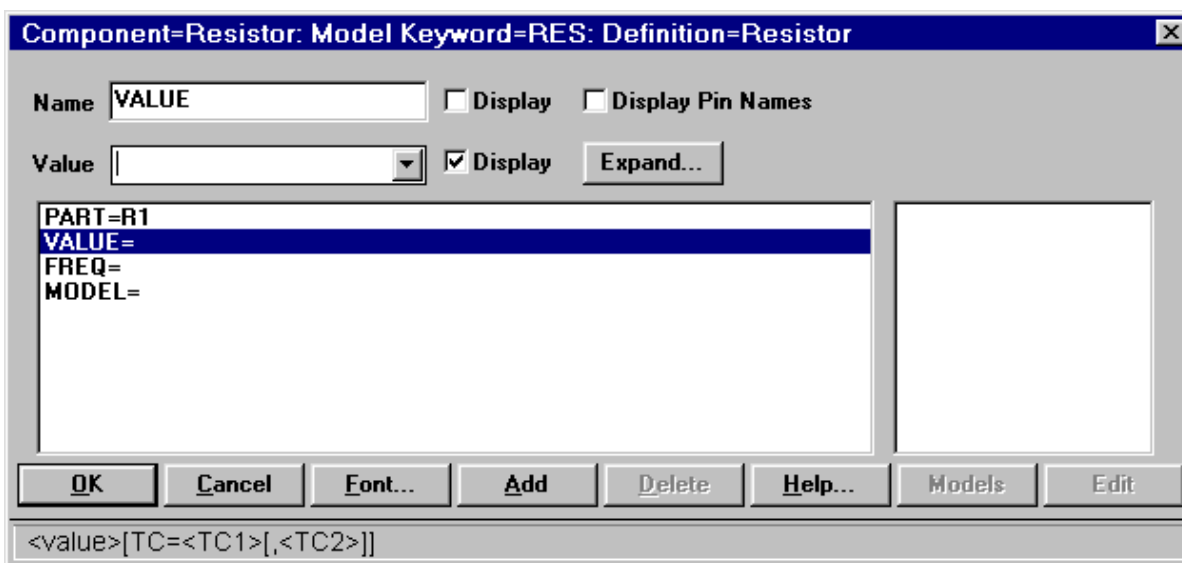 Component=Resistor: Model Keyword=RES: Definition=Resistor
Name VALUE Display Display Pin Names
Value Display Expand...
PART=R1
VALUE=
FREQ=
MODEL=
OK Cancel Font... Add Delete Help... Models Edit
<value>[TC=<TC1>[,<TC2>]]